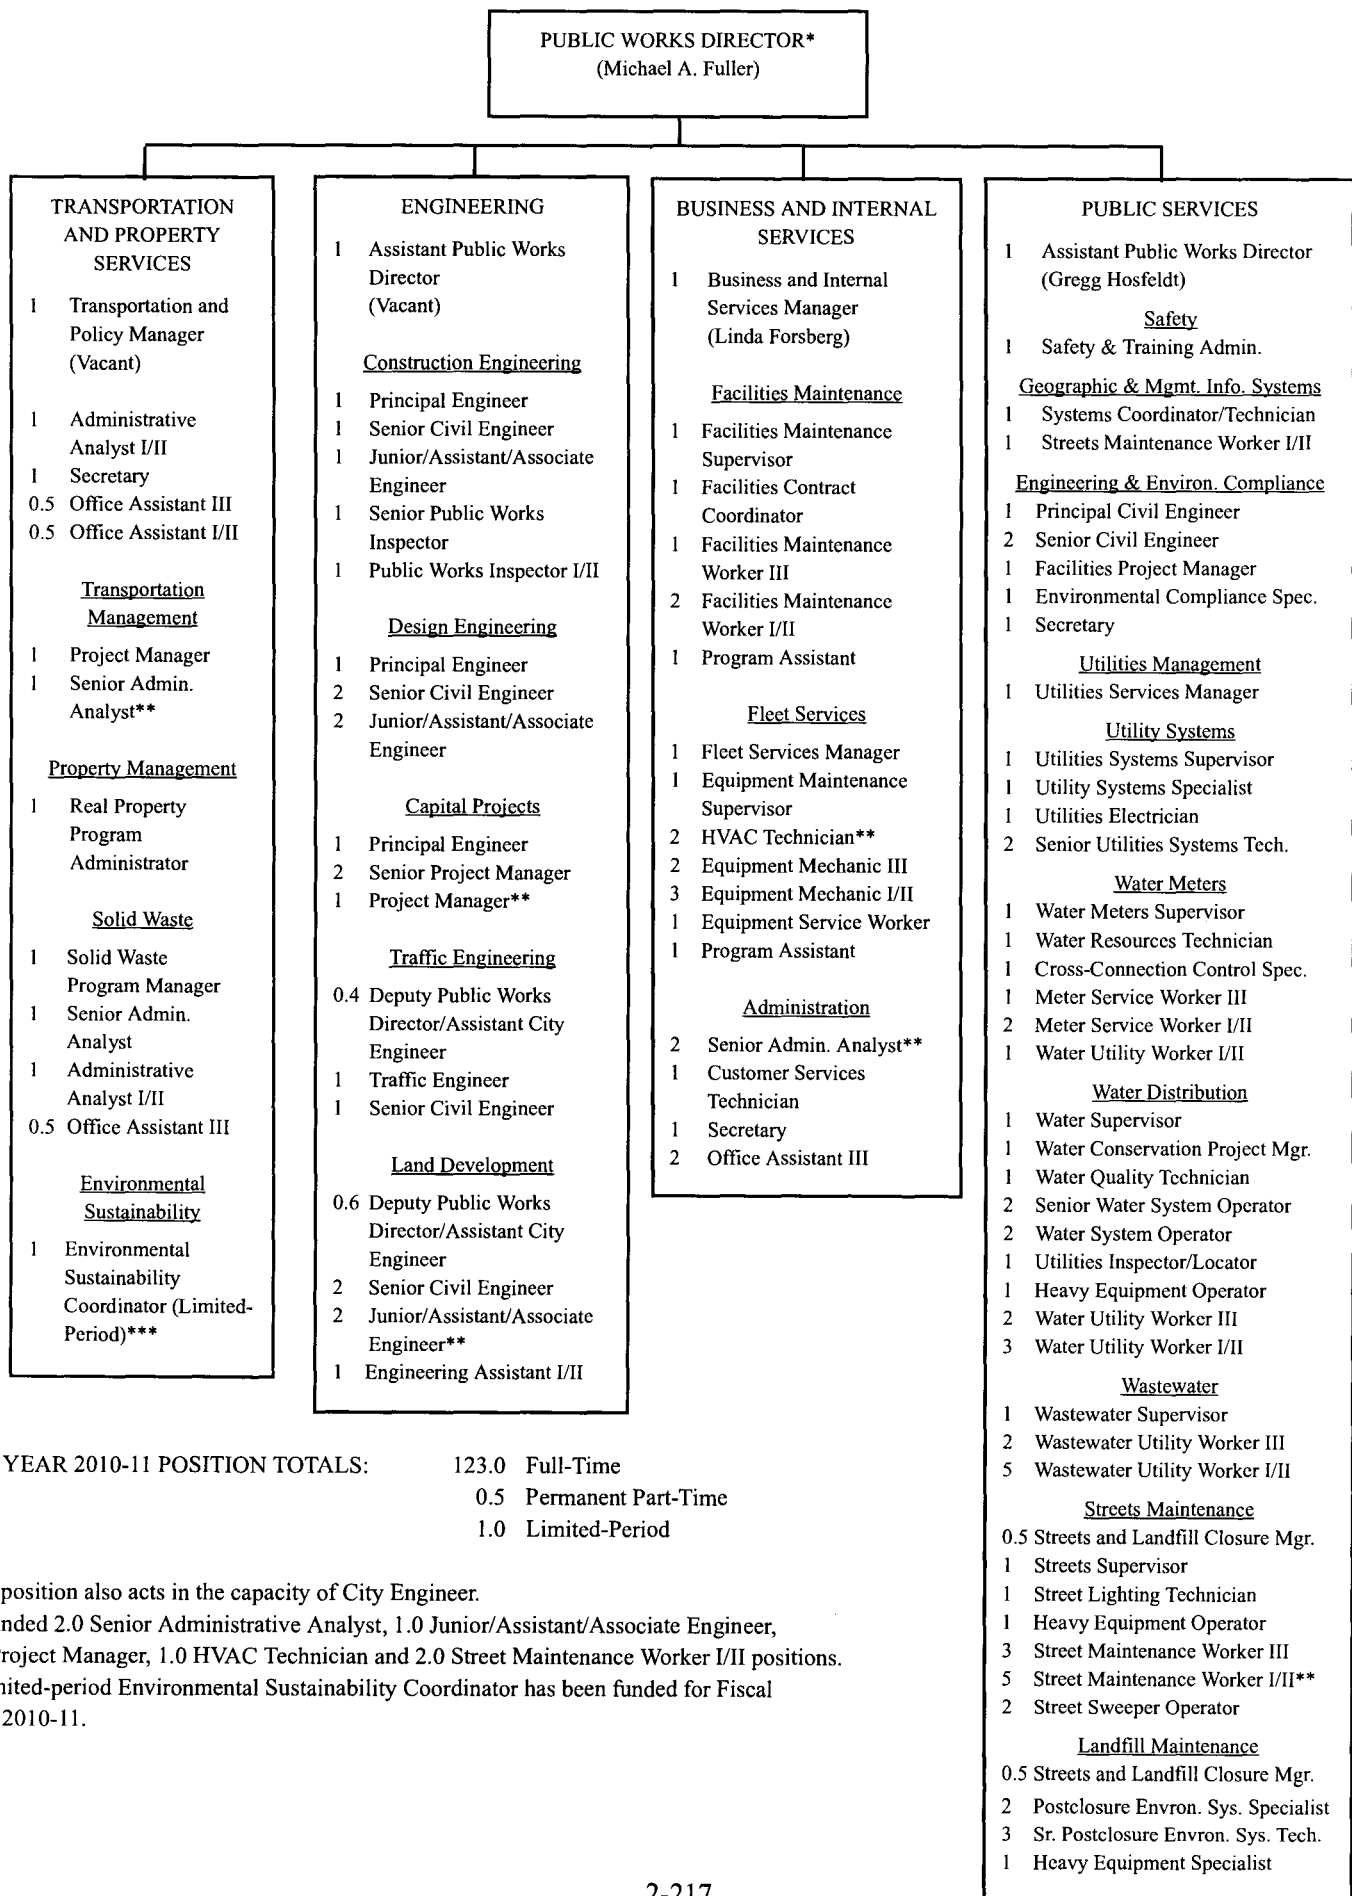 PUBLIC WORKS DIRECTOR*
(Michael A. Fuller)
TRANSPORTATION
AND PROPERTY
SERVICES
1 Transportation and
Policy Manager
(Vacant)
1 Administrative
Analyst I/II
1 Secretary
0.5 Office Assistant III
0.5 Office Assistant I/II
Transportation
Management
1 Project Manager
1 Senior Admin.
Analyst**
Property Management
1 Real Property
Program
Administrator
Solid Waste
1 Solid Waste
Program Manager
1 Senior Admin.
Analyst
1 Administrative
Analyst I/II
0.5 Office Assistant III
Environmental
Sustainability
1 Environmental
Sustainability
Coordinator (Limited-
Period)***
ENGINEERING
1 Assistant Public Works
Director
(Vacant)
Construction Engineering
1 Principal Engineer
1 Senior Civil Engineer
1 Junior/Assistant/Associate
Engineer
1 Senior Public Works
Inspector
1 Public Works Inspector I/II
Design Engineering
1 Principal Engineer
2 Senior Civil Engineer
2 Junior/Assistant/Associate
Engineer
Capital Projects
1 Principal Engineer
2 Senior Project Manager
1 Project Manager**
Traffic Engineering
0.4 Deputy Public Works
Director/Assistant City
Engineer
1 Traffic Engineer
1 Senior Civil Engineer
Land Development
0.6 Deputy Public Works
Director/Assistant City
Engineer
2 Senior Civil Engineer
2 Junior/Assistant/Associate
Engineer**
1 Engineering Assistant I/II
BUSINESS AND INTERNAL
SERVICES
1 Business and Internal
Services Manager
(Linda Forsberg)
Facilities Maintenance
1 Facilities Maintenance
Supervisor
1 Facilities Contract
Coordinator
1 Facilities Maintenance
Worker III
2 Facilities Maintenance
Worker I/II
1 Program Assistant
Fleet Services
1 Fleet Services Manager
1 Equipment Maintenance
Supervisor
2 HVAC Technician**
2 Equipment Mechanic III
3 Equipment Mechanic I/II
1 Equipment Service Worker
1 Program Assistant
Administration
2 Senior Admin. Analyst**
1 Customer Services
Technician
1 Secretary
2 Office Assistant III
PUBLIC SERVICES
1 Assistant Public Works Director
(Gregg Hosfeldt)
Safety
1 Safety & Training Admin.
Geographic & Mgmt. Info. Systems
1 Systems Coordinator/Technician
1 Streets Maintenance Worker I/II
Engineering & Environ. Compliance
1 Principal Civil Engineer
2 Senior Civil Engineer
1 Facilities Project Manager
1 Environmental Compliance Spec.
1 Secretary
Utilities Management
1 Utilities Services Manager
Utility Systems
1 Utilities Systems Supervisor
1 Utility Systems Specialist
1 Utilities Electrician
2 Senior Utilities Systems Tech.
Water Meters
1 Water Meters Supervisor
1 Water Resources Technician
1 Cross-Connection Control Spec.
1 Meter Service Worker III
2 Meter Service Worker I/II
1 Water Utility Worker I/II
Water Distribution
1 Water Supervisor
1 Water Conservation Project Mgr.
1 Water Quality Technician
2 Senior Water System Operator
2 Water System Operator
1 Utilities Inspector/Locator
1 Heavy Equipment Operator
2 Water Utility Worker III
3 Water Utility Worker I/II
Wastewater
1 Wastewater Supervisor
2 Wastewater Utility Worker III
5 Wastewater Utility Worker I/II
Streets Maintenance
0.5 Streets and Landfill Closure Mgr.
1 Streets Supervisor
1 Street Lighting Technician
1 Heavy Equipment Operator
3 Street Maintenance Worker III
5 Street Maintenance Worker I/II**
2 Street Sweeper Operator
Landfill Maintenance
0.5 Streets and Landfill Closure Mgr.
2 Postclosure Envron. Sys. Specialist
3 Sr. Postclosure Envron. Sys. Tech.
1 Heavy Equipment Specialist
YEAR 2010-11 POSITION TOTALS: 123.0 Full-Time
0.5 Permanent Part-Time
1.0 Limited-Period
position also acts in the capacity of City Engineer.
nded 2.0 Senior Administrative Analyst, 1.0 Junior/Assistant/Associate Engineer,
roject Manager, 1.0 HVAC Technician and 2.0 Street Maintenance Worker I/II positions.
nited-period Environmental Sustainability Coordinator has been funded for Fiscal
2010-11.
2-217